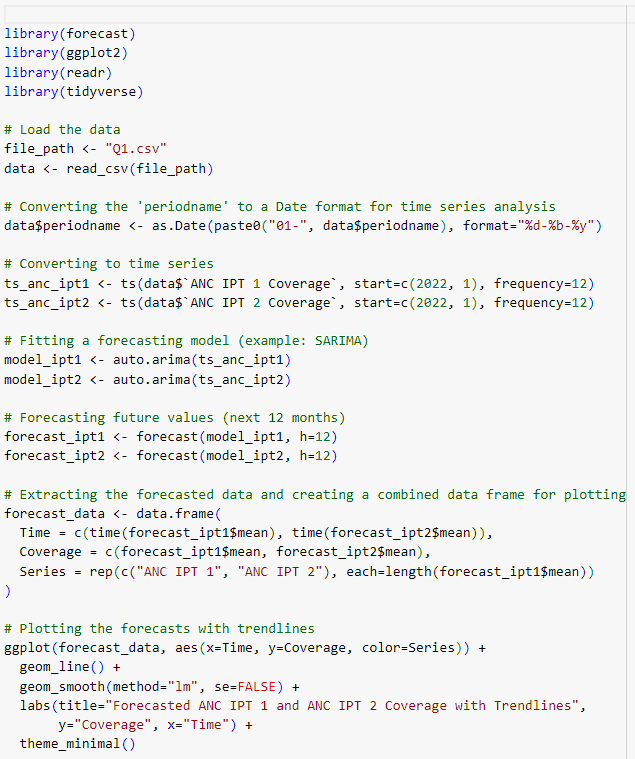 library(forecast)
library(ggplot2)
library(readr)
library(tidyverse)

# Load the data
file_path <- "Q1.csv"
data <- read_csv(file_path)

# Converting the 'periodname' to a Date format for time series analysis
data$periodname <- as.Date(paste0("01-", data$periodname), format="%d-%b-%y")

# Converting to time series
ts_anc_ipt1 <- ts(data$`ANC IPT 1 Coverage`, start=c(2022, 1), frequency=12)
ts_anc_ipt2 <- ts(data$`ANC IPT 2 Coverage`, start=c(2022, 1), frequency=12)

# Fitting a forecasting model (example: SARIMA)
model_ipt1 <- auto.arima(ts_anc_ipt1)
model_ipt2 <- auto.arima(ts_anc_ipt2)

# Forecasting future values (next 12 months)
forecast_ipt1 <- forecast(model_ipt1, h=12)
forecast_ipt2 <- forecast(model_ipt2, h=12)

# Extracting the forecasted data and creating a combined data frame for plotting
forecast_data <- data.frame(
  Time = c(time(forecast_ipt1$mean), time(forecast_ipt2$mean)),
  Coverage = c(forecast_ipt1$mean, forecast_ipt2$mean),
  Series = rep(c("ANC IPT 1", "ANC IPT 2"), each=length(forecast_ipt1$mean))
)

# Plotting the forecasts with trendlines
ggplot(forecast_data, aes(x=Time, y=Coverage, color=Series)) +
  geom_line() +
  geom_smooth(method="lm", se=FALSE) +
  labs(title="Forecasted ANC IPT 1 and ANC IPT 2 Coverage with Trendlines",
       y="Coverage", x="Time") +
  theme_minimal()